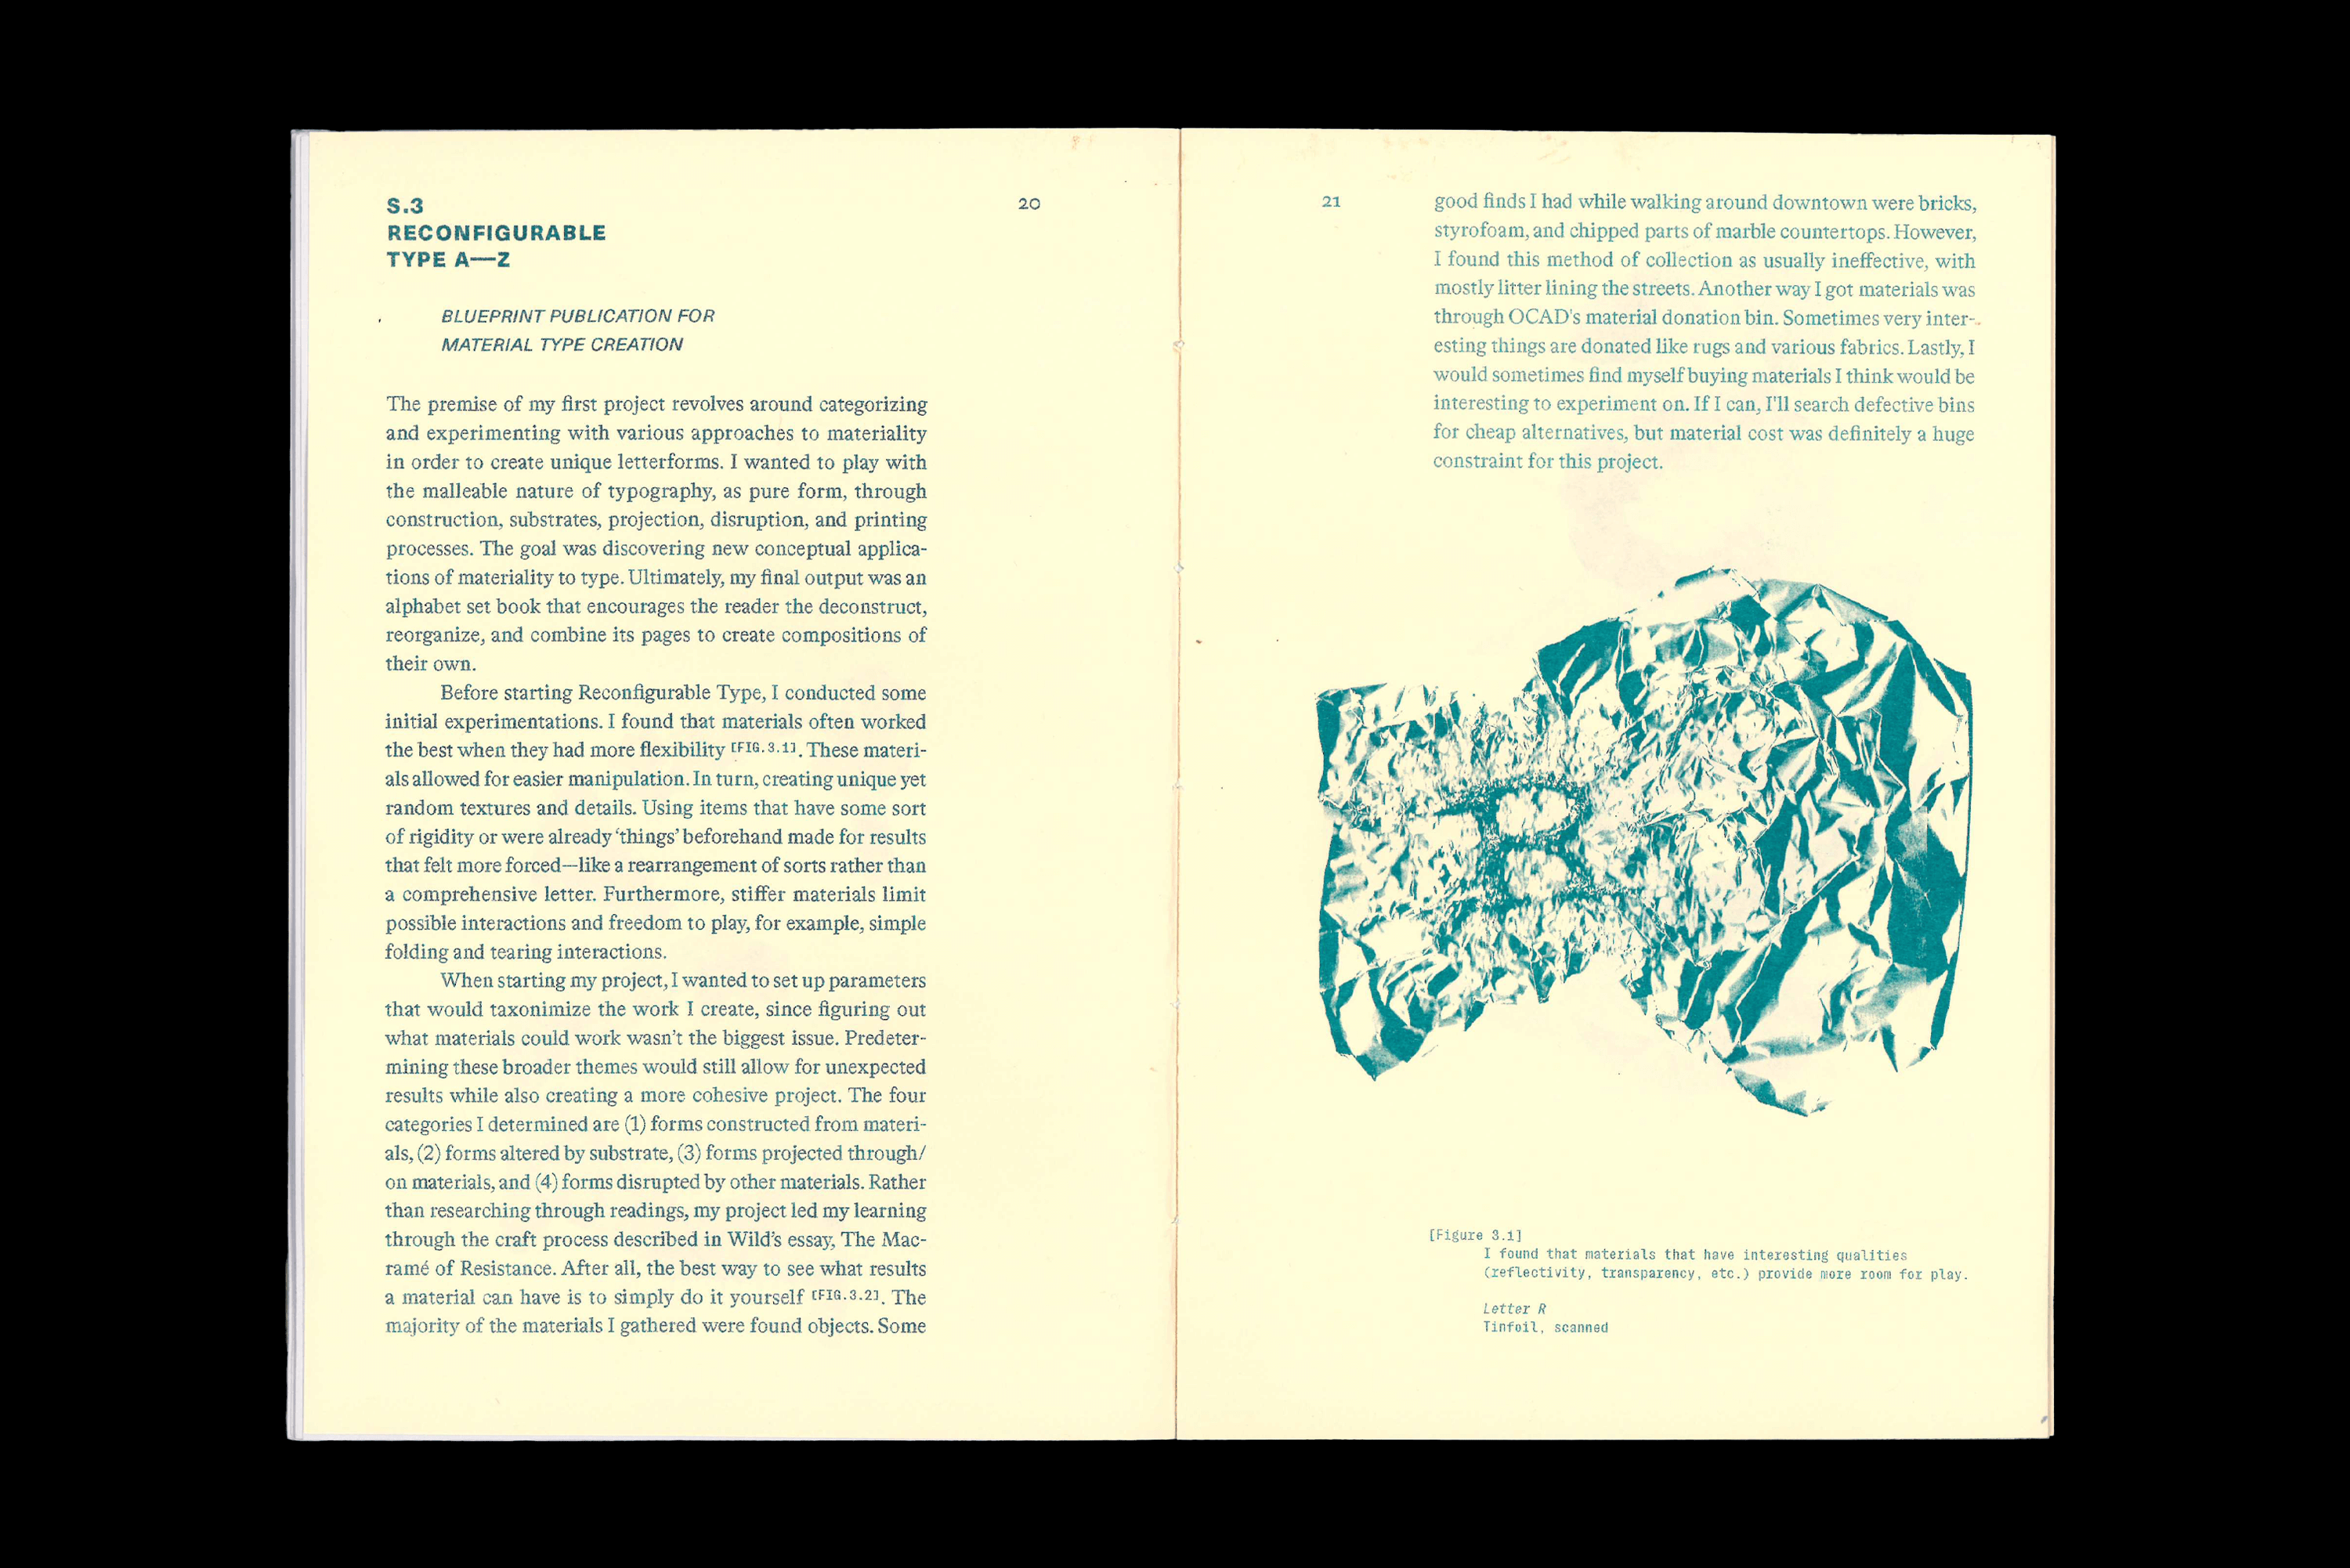 S.3
RECONFIGURABLE
TYPE A—Z
20
BLUEPRINT PUBLICATION FOR
MATERIAL TYPE CREATION
The premise of my first project revolves around categorizing
and experimenting with various approaches to materiality
in order to create unique letterforms. I wanted to play with
the malleable nature of typography, as pure form, through
construction, substrates, projection, disruption, and printing
processes. The goal was discovering new conceptual applica-
tions of materiality to type. Ultimately, my final output was an
alphabet set book that encourages the reader the deconstruct,
reorganize, and combine its pages to create compositions of
their own.
Before starting Reconfigurable Type, I conducted some
initial experimentations. I found that materials often worked
the best when they had more flexibility [FIG.3.1]. These materi-
als allowed for easier manipulation. In turn, creating unique yet
random textures and details. Using items that have some sort
of rigidity or were already ‘things’ beforehand made for results
that felt more forced—like a rearrangement of sorts rather than
a comprehensive letter. Furthermore, stiffer materials limit
possible interactions and freedom to play, for example, simple
folding and tearing interactions.
When starting my project, I wanted to set up parameters
that would taxonimize the work I create, since figuring out
what materials could work wasn’t the biggest issue. Predeter-
mining these broader themes would still allow for unexpected
results while also creating a more cohesive project. The four
categories I determined are (1) forms constructed from materi-
als, (2) forms altered by substrate, (3) forms projected through/
on materials, and (4) forms disrupted by other materials. Rather
than researching through readings, my project led my learning
through the craft process described in Wild’s essay, The Mac-
ramé of Resistance. After all, the best way to see what results
a material can have is to simply do it yourself [FIG.3.2]. The
majority of the materials I gathered were found objects. Some
21
good finds I had while walking around downtown were bricks,
styrofoam, and chipped parts of marble countertops. However,
I found this method of collection as usually ineffective, with
mostly litter lining the streets. Another way I got materials was
through OCAD's material donation bin. Sometimes very inter-
esting things are donated like rugs and various fabrics. Lastly, I
would sometimes find myself buying materials I think would be
interesting to experiment on. If I can, I'll search defective bins
for cheap alternatives, but material cost was definitely a huge
constraint for this project.
[Figure 3.1]
I found that materials that have interesting qualities
(reflectivity, transparency, etc.) provide more room for play.
Letter R
Tinfoil, scanned